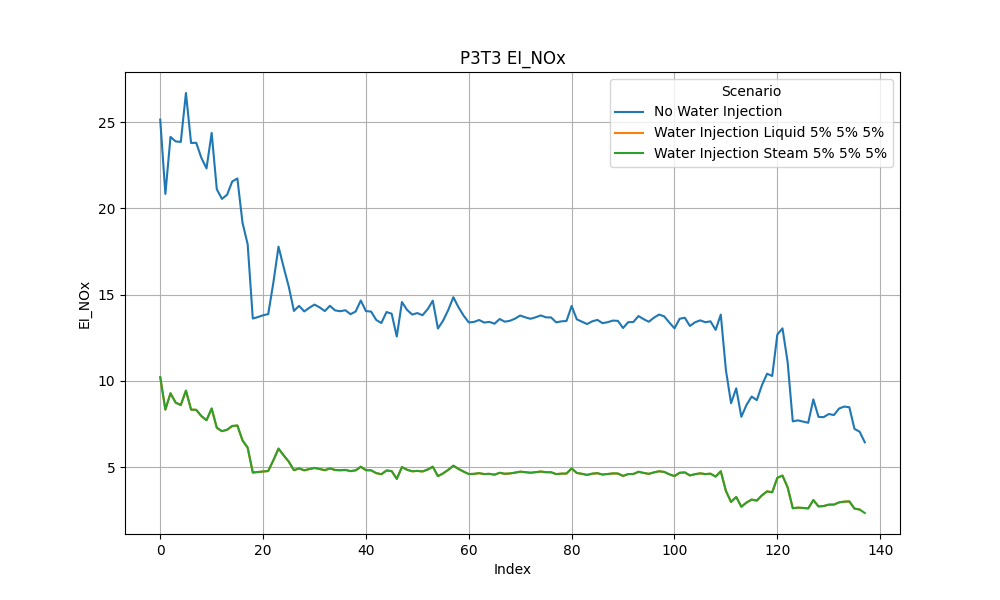 P3T3 EI_NOx
Scenario
No Water Injection
Water Injection Liquid 5% 5% 5%
Water Injection Steam 5% 5% 5%
EI_NOx
25
20
15
10
5
0
20
40
60
80
100
120
140
Index